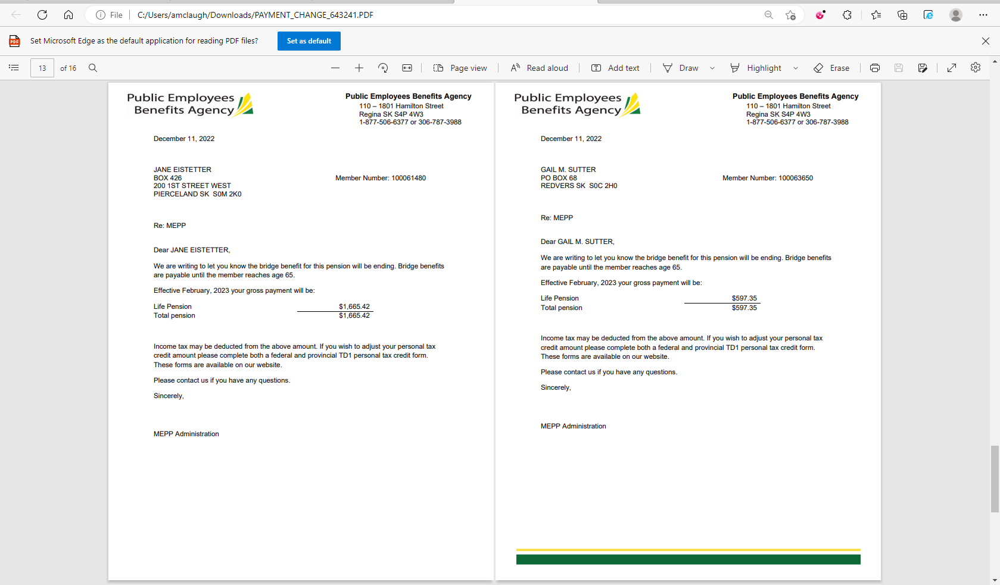 File
C:/Users/amclaugh/Downloads/PAYMENT_CHANGE_643241.PDF
PDF
Set Microsoft Edge as the default application for reading PDF files?
Set as default
13 of 16
Page view
Read aloud
Add text
Draw
Highlight
Erase
Public Employees
Benefits Agency
Public Employees Benefits Agency
110 – 1801 Hamilton Street
Regina SK S4P 4W3
1-877-506-6377 or 306-787-3988
December 11, 2022
JANE EISTETTER
BOX 426
200 1ST STREET WEST
PIERCELAND SK  S0M 2K0
Member Number: 100061480
Re: MEPP
Dear JANE EISTETTER,
We are writing to let you know the bridge benefit for this pension will be ending. Bridge benefits
are payable until the member reaches age 65.
Effective February, 2023 your gross payment will be:
Life Pension $1,665.42
Total pension $1,665.42
Income tax may be deducted from the above amount. If you wish to adjust your personal tax
credit amount please complete both a federal and provincial TD1 personal tax credit form.
These forms are available on our website.
Please contact us if you have any questions.
Sincerely,
MEPP Administration
Public Employees
Benefits Agency
Public Employees Benefits Agency
110 – 1801 Hamilton Street
Regina SK S4P 4W3
1-877-506-6377 or 306-787-3988
December 11, 2022
GAIL M. SUTTER
PO BOX 68
REDVERS SK  S0C 2H0
Member Number: 100063650
Re: MEPP
Dear GAIL M. SUTTER,
We are writing to let you know the bridge benefit for this pension will be ending. Bridge benefits
are payable until the member reaches age 65.
Effective February, 2023 your gross payment will be:
Life Pension $597.35
Total pension $597.35
Income tax may be deducted from the above amount. If you wish to adjust your personal tax
credit amount please complete both a federal and provincial TD1 personal tax credit form.
These forms are available on our website.
Please contact us if you have any questions.
Sincerely,
MEPP Administration